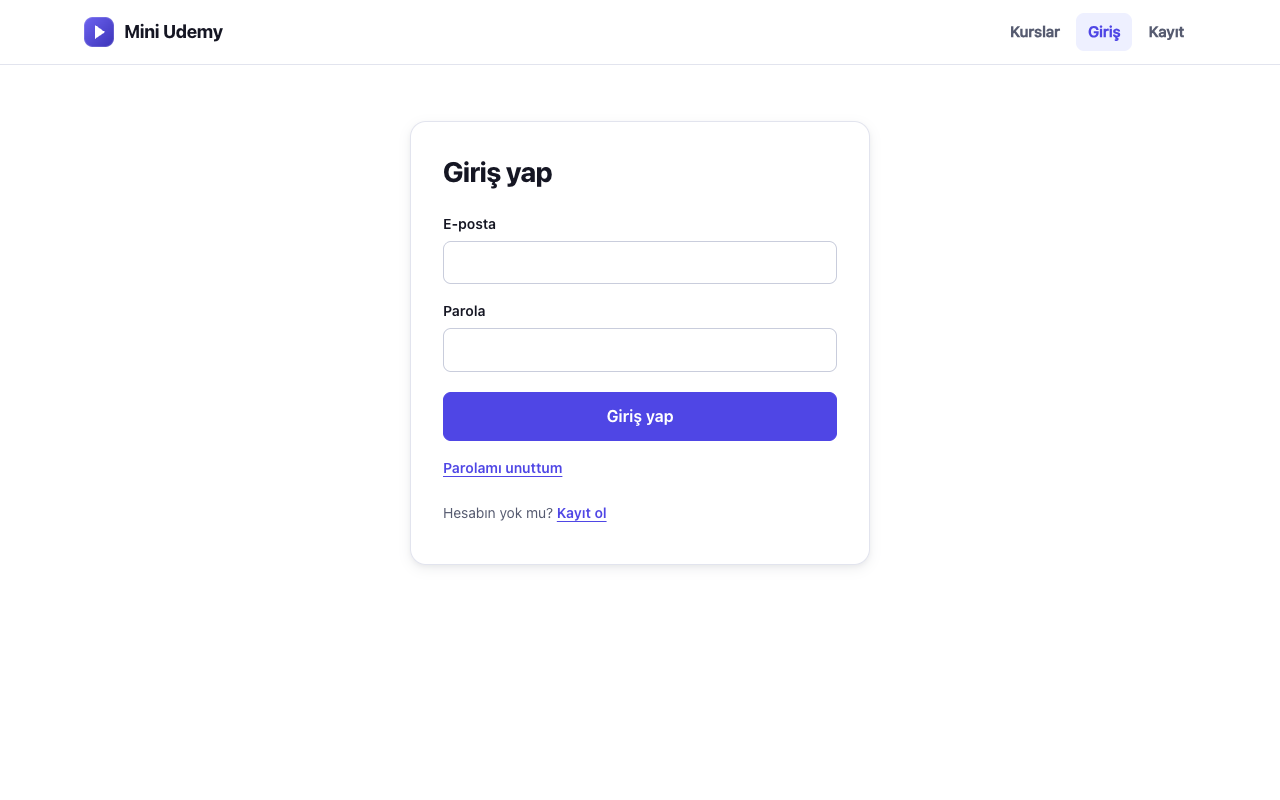 Mini Udemy
Kurslar Giriş Kayıt
Giriş yap
E-posta
Parola
Giriş yap
Parolamı unuttum
Hesabın yok mu? Kayıt ol